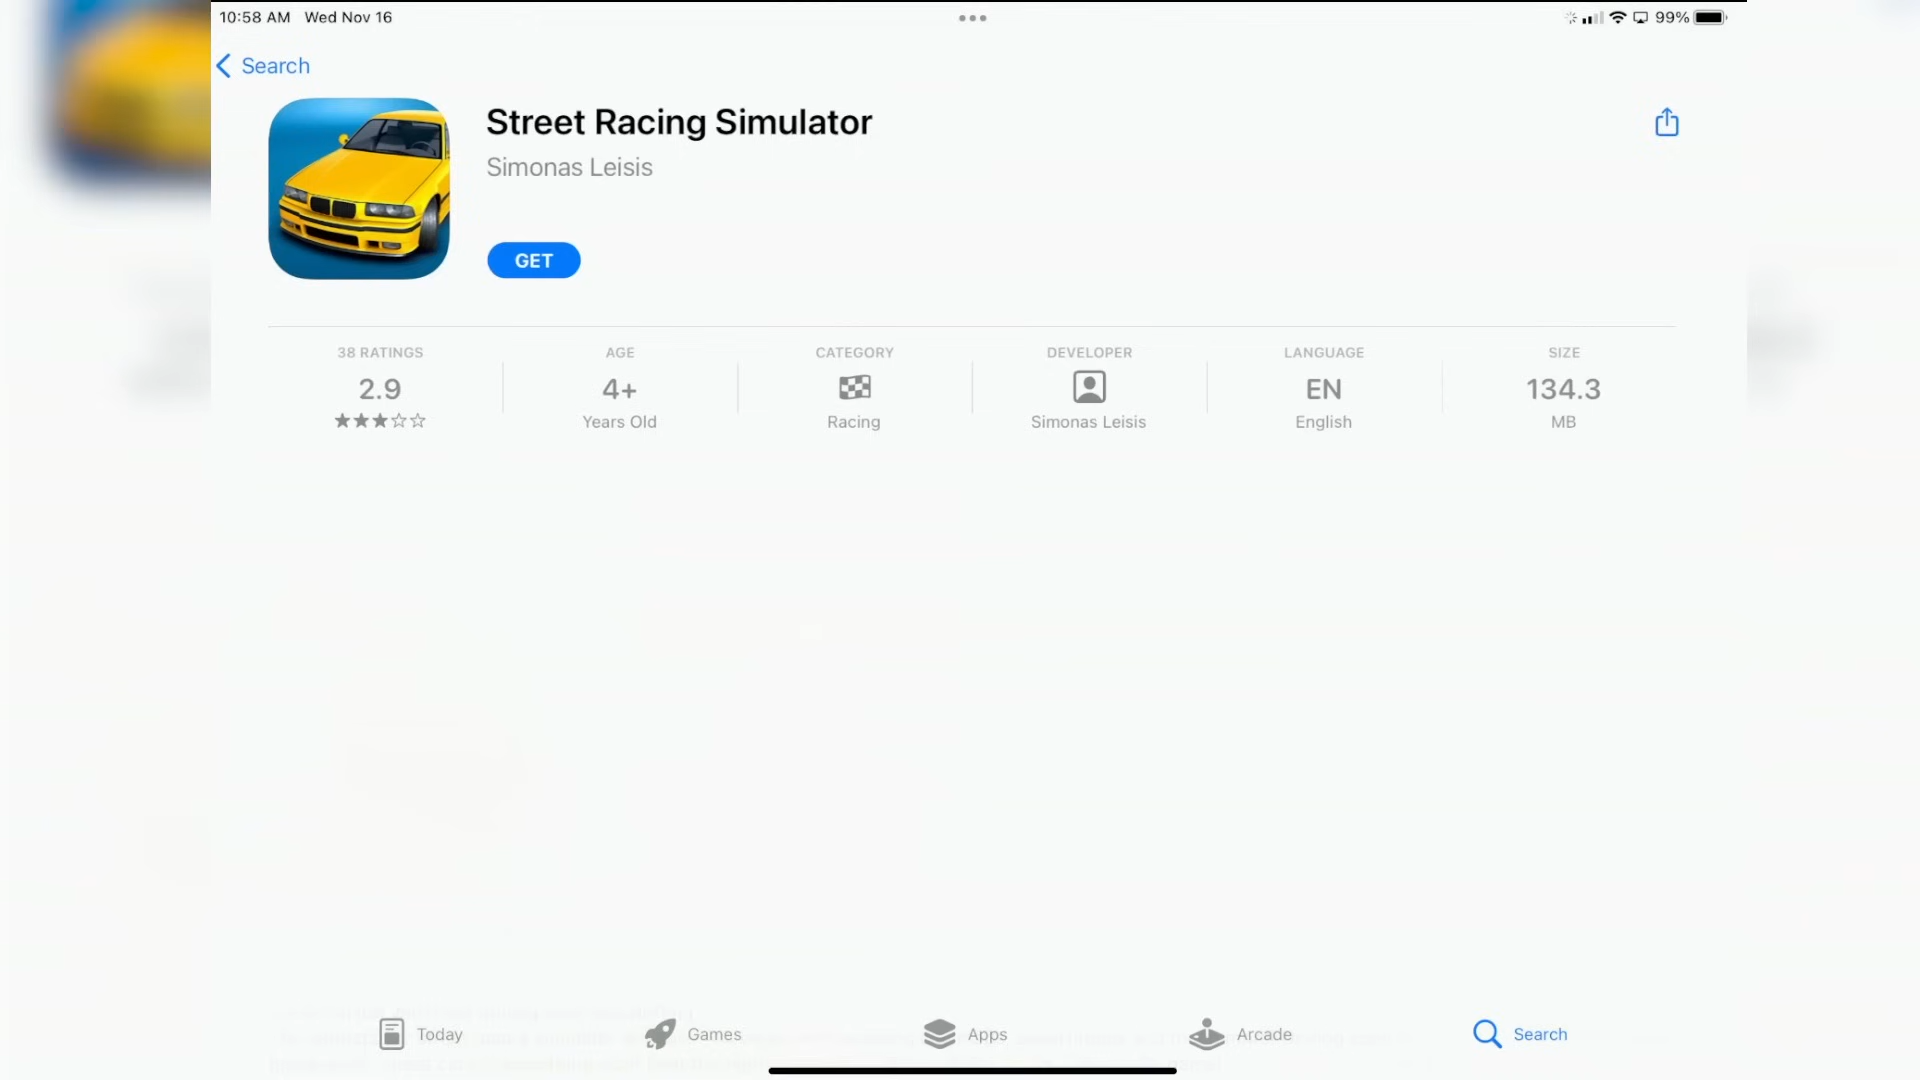 10:58 AM Wed Nov 16
99%
Search
Street Racing Simulator
Simonas Leisis
GET
38 RATINGS
2.9
AGE
4+
Years Old
CATEGORY
Racing
DEVELOPER
Simonas Leisis
LANGUAGE
EN
English
SIZE
134.3
MB
Today
Games
Apps
Arcade
Search